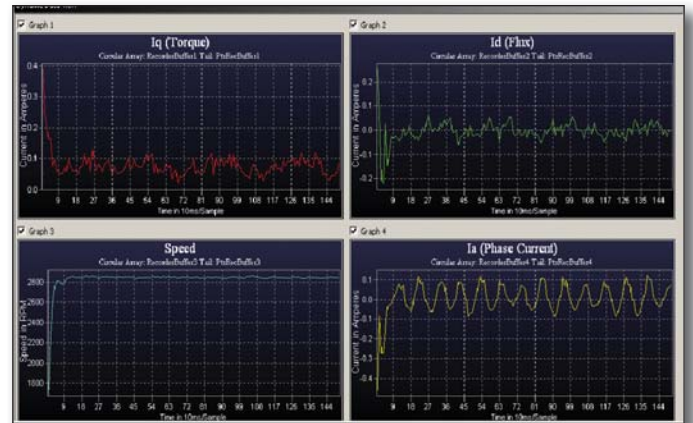 Graph 1
Iq (Torque)
Circular Array: RecorderBuffer1 Tail: PtrRecBuffer1
Current in Amperes
0.4
0.3
0.2
0.1
0.0
9 18 27 36 45 54 63 72 81 90 99 108 117 126 135 144
Time in 10ms/Sample
Graph 2
Id (Flux)
Circular Array: RecorderBuffer2 Tail: PtrRecBuffer2
Current in Amperes
0.2
0.1
0.0
-0.1
-0.2
9 18 27 36 45 54 63 72 81 90 99 108 117 126 135 144
Time in 10ms/Sample
Graph 3
Speed
Circular Array: RecorderBuffer3 Tail: PtrRecBuffer3
Speed in RPM
2800
2600
2400
2200
2000
1800
9 18 27 36 45 54 63 72 81 90 99 108 117 126 135 144
Time in 10ms/Sample
Graph 4
Ia (Phase Current)
Circular Array: RecorderBuffer4 Tail: PtrRecBuffer4
Current in Amperes
0.1
0.0
-0.1
-0.2
-0.3
-0.4
9 18 27 36 45 54 63 72 81 90 99 108 117 126 135 144
Time in 10ms/Sample